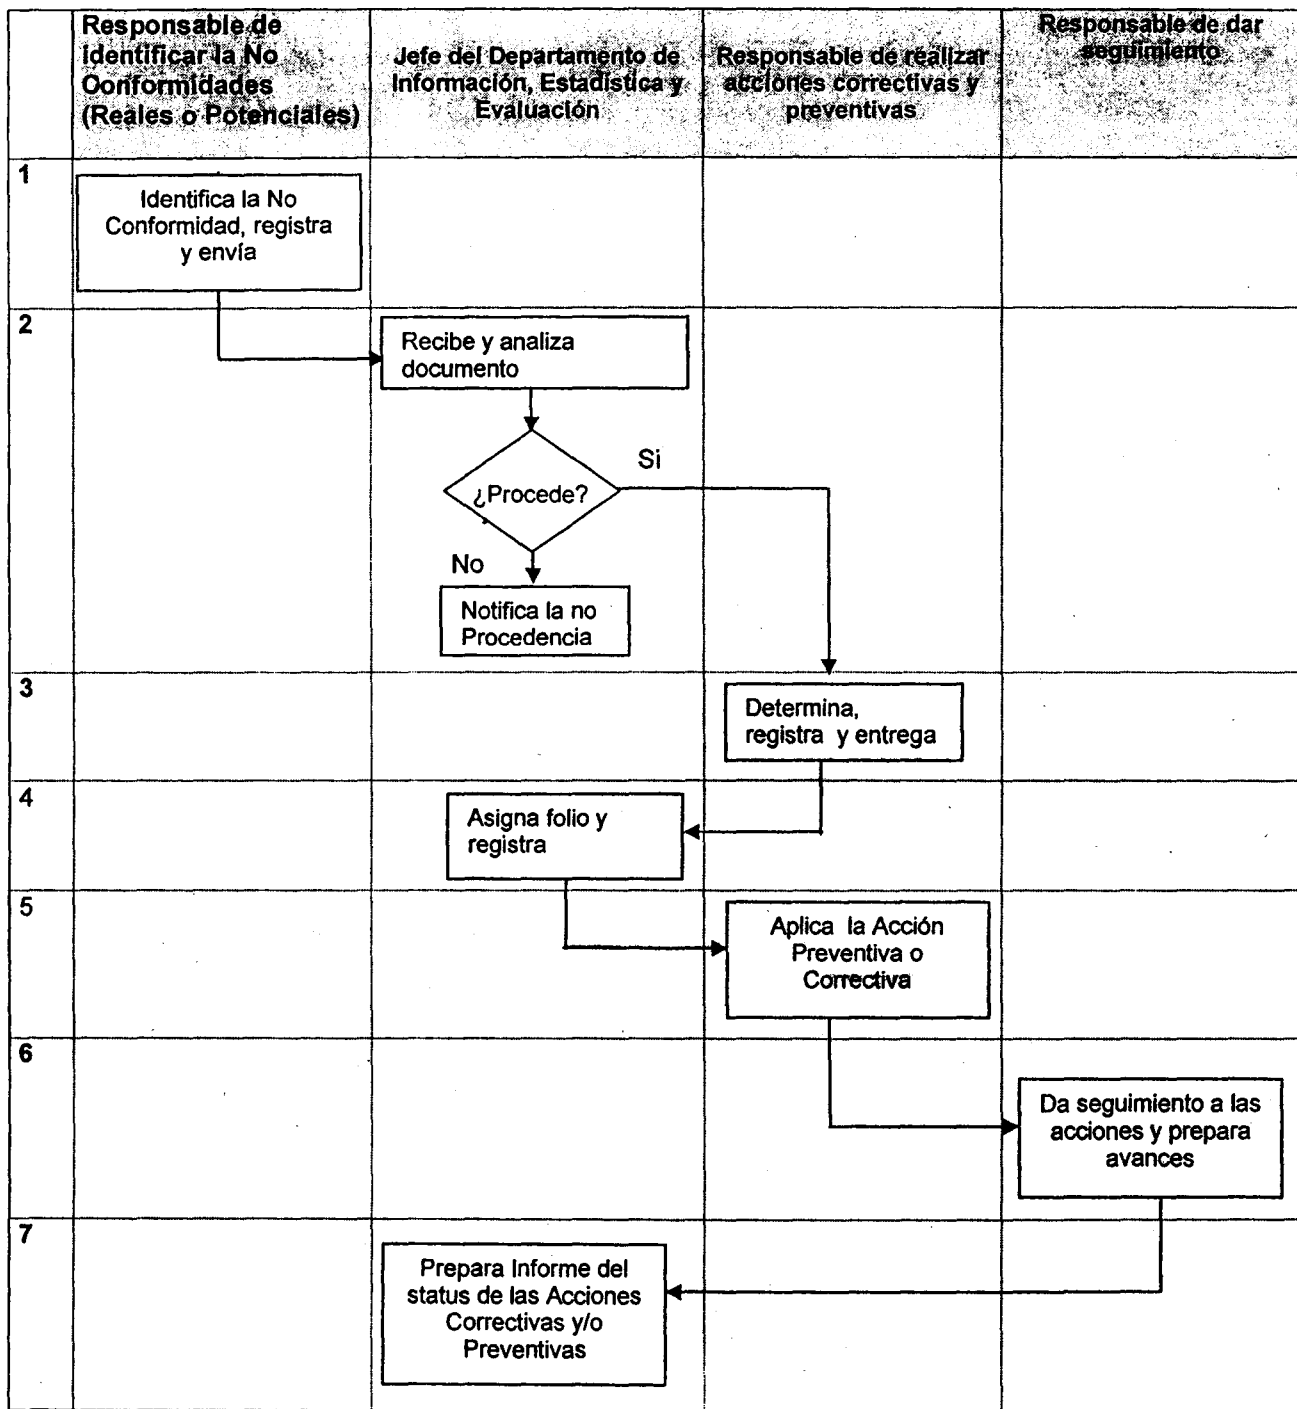 Responsable de
identificar la No
Conformidades
(Reales o Potenciales)
Jefe del Departamento de
Información, Estadística y
Evaluación
Responsable de realizar
acciones correctivas y
preventivas
Responsable de dar
seguimiento
1
Identifica la No
Conformidad, registra
y envía
2
Recibe y analiza
documento
¿Procede?
Si
No
Notifica la no
Procedencia
3
Determina,
registra y entrega
4
Asigna folio y
registra
5
Aplica la Acción
Preventiva o
Correctiva
6
Da seguimiento a las
acciones y prepara
avances
7
Prepara Informe del
status de las Acciones
Correctivas y/o
Preventivas